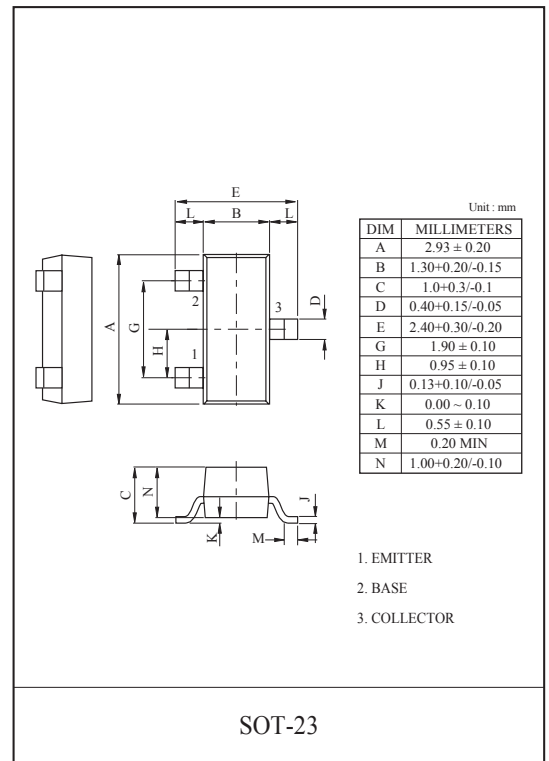 E
L B L
Unit : mm
DIM MILLIMETERS
A 2.93 ± 0.20
B 1.30+0.20/-0.15
C 1.0+0.3/-0.1
D 0.40+0.15/-0.05
E 2.40+0.30/-0.20
G 1.90 ± 0.10
H 0.95 ± 0.10
J 0.13+0.10/-0.05
K 0.00 ~ 0.10
L 0.55 ± 0.10
M 0.20 MIN
N 1.00+0.20/-0.10
2
3
D
A
G
H
1
C
N
K
M
J
1. EMITTER
2. BASE
3. COLLECTOR
SOT-23